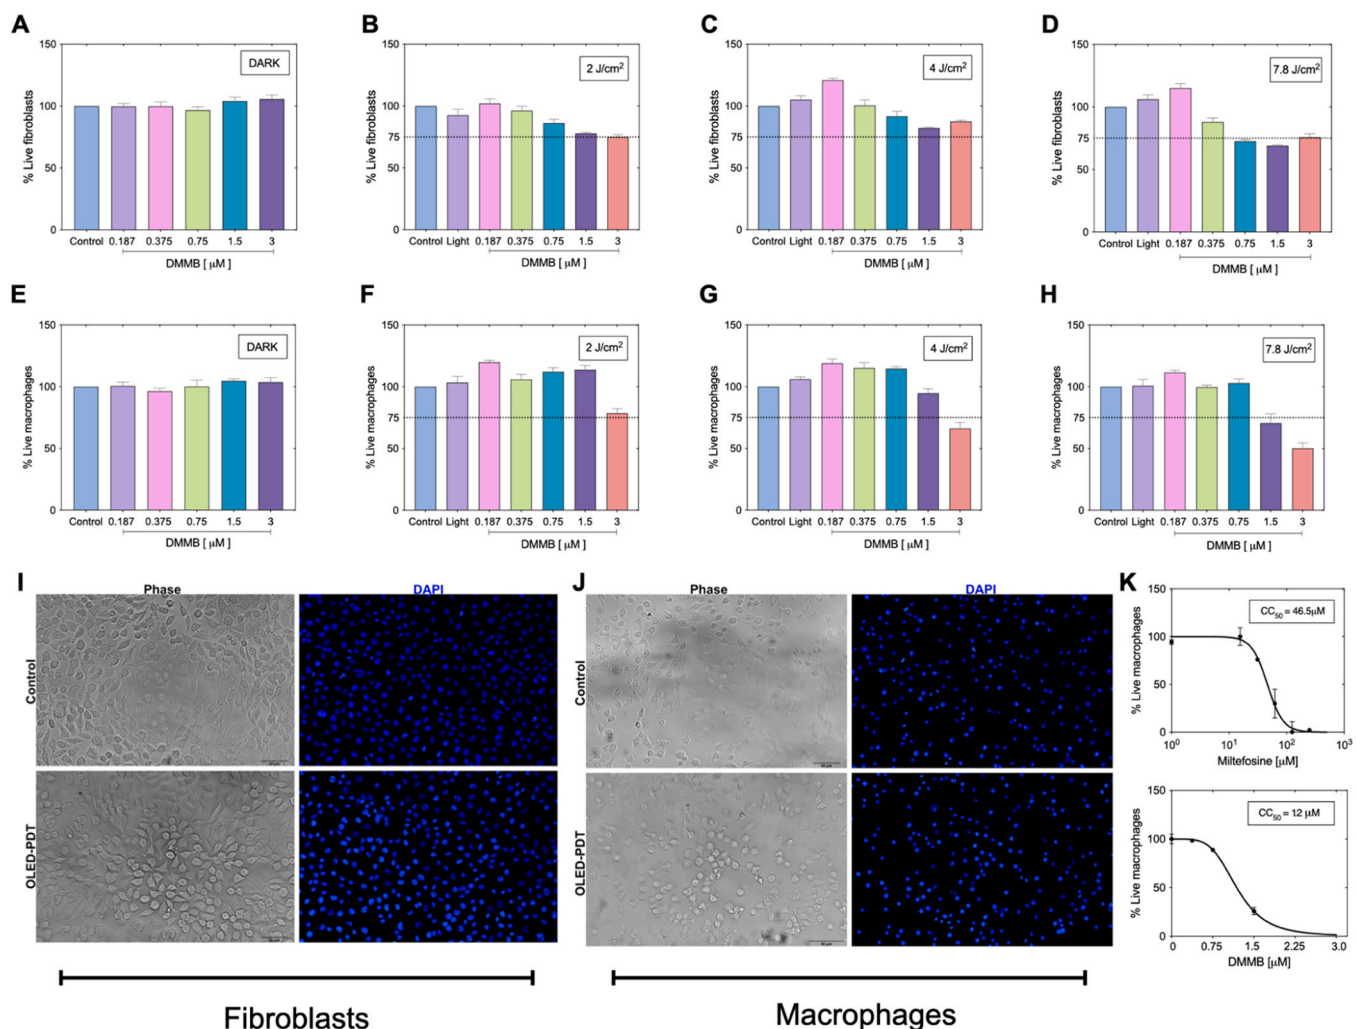 A
150
100
50
0
% Live fibroblasts
DARK
Control 0.187 0.375 0.75 1.5 3
DMMB [ μM ]
B
150
100
75
50
0
% Live fibroblasts
2 J/cm²
Control Light 0.187 0.375 0.75 1.5 3
DMMB [ μM ]
C
150
100
75
50
0
% Live fibroblasts
4 J/cm²
Control Light 0.187 0.375 0.75 1.5 3
DMMB [ μM ]
D
150
100
75
50
0
% Live fibroblasts
7.8 J/cm²
Control Light 0.187 0.375 0.75 1.5 3
DMMB [ μM ]
E
150
100
50
0
% Live macrophages
DARK
Control 0.187 0.375 0.75 1.5 3
DMMB [ μM ]
F
150
100
75
50
0
% Live macrophages
2 J/cm²
Control Light 0.187 0.375 0.75 1.5 3
DMMB [ μM ]
G
150
100
75
50
0
% Live macrophages
4 J/cm²
Control Light 0.187 0.375 0.75 1.5 3
DMMB [ μM ]
H
150
100
75
50
0
% Live macrophages
7.8 J/cm²
Control Light 0.187 0.375 0.75 1.5 3
DMMB [ μM ]
I
Phase DAPI
Control
OLED-PDT
Fibroblasts
J
Phase DAPI
Control
OLED-PDT
Macrophages
K
150
100
50
0
% Live macrophages
CC₅₀ = 46.5μM
10⁰ 10¹ 10² 10³
Miltefosine [μM]
150
100
50
0
% Live macrophages
CC₅₀ = 1.2 μM
0 0.75 1.5 2.25 3.0
DMMB [μM]